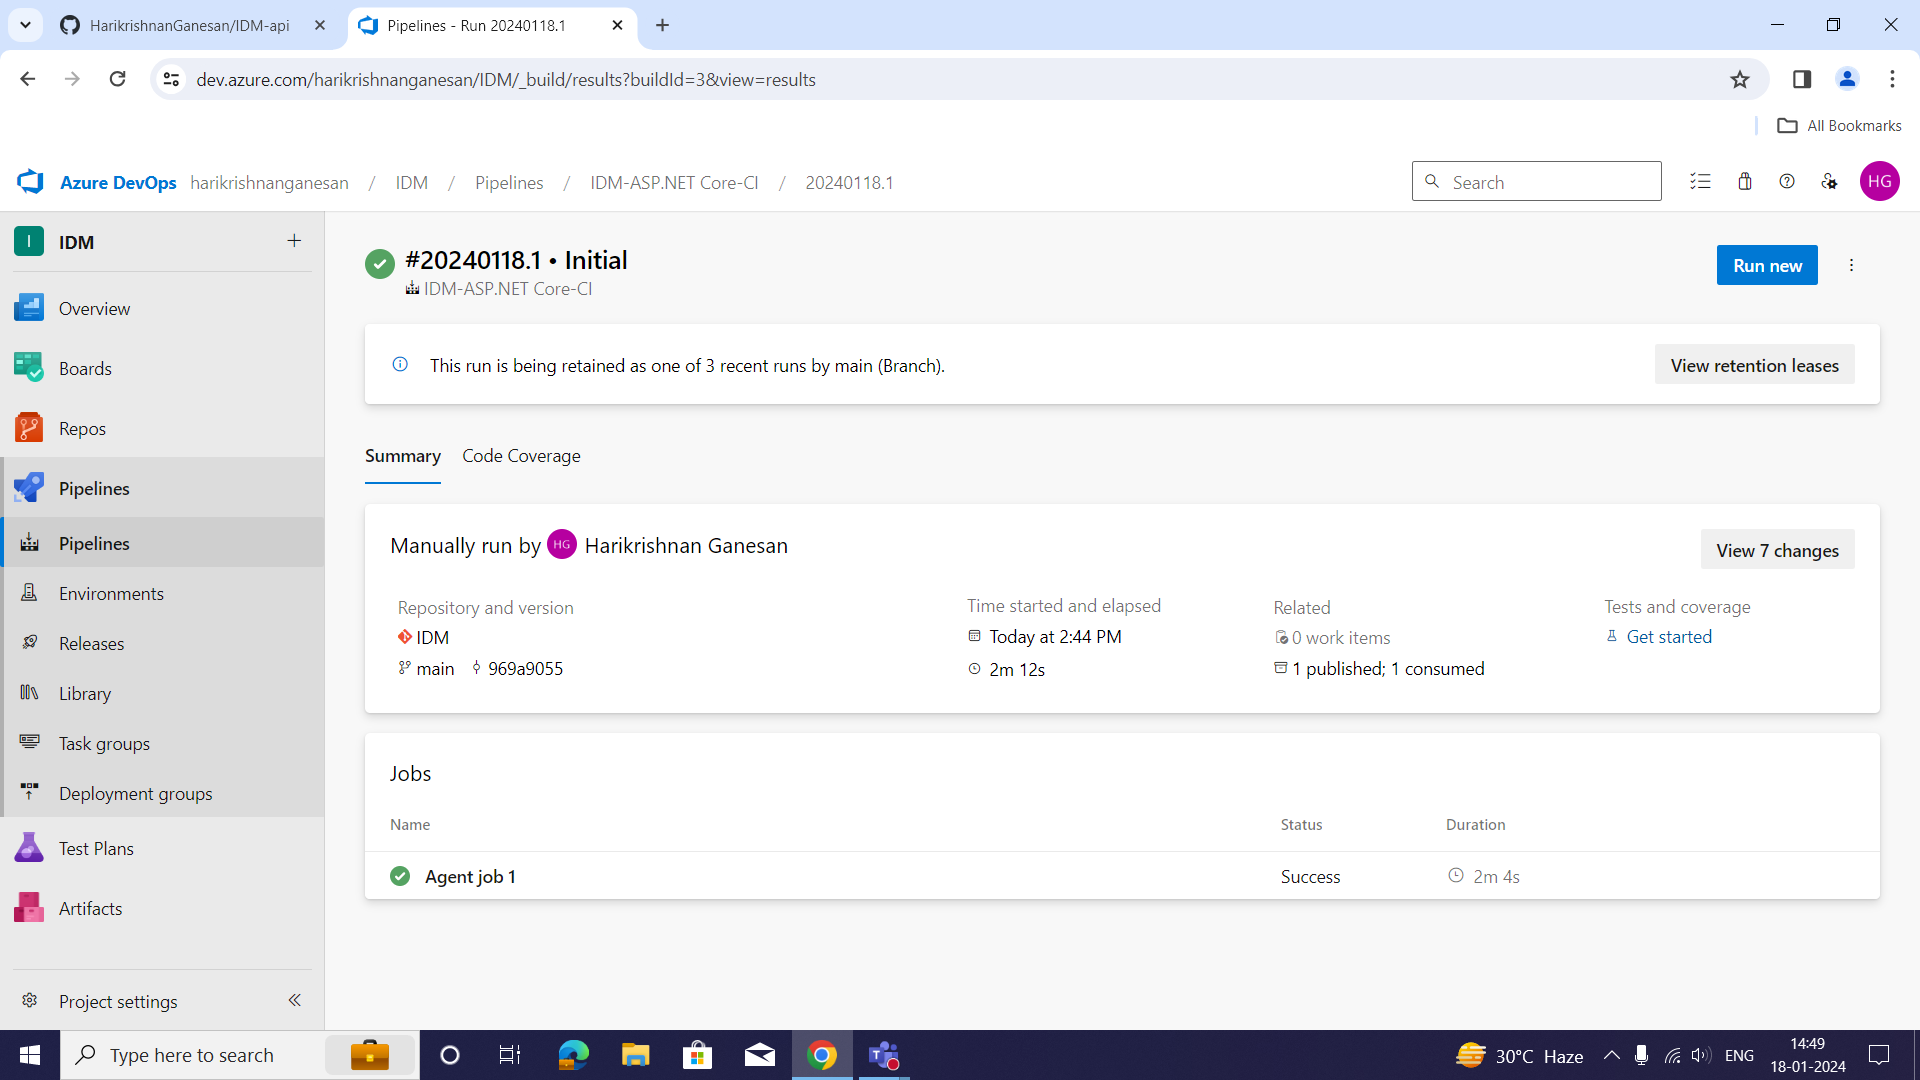 HarikrishnanGanesan/IDM-api
Pipelines - Run 20240118.1
dev.azure.com/harikrishnanganesan/IDM/_build/results?buildId=3&view=results
All Bookmarks
Azure DevOps harikrishnanganesan / IDM / Pipelines / IDM-ASP.NET Core-CI / 20240118.1
Search
HG
I IDM
Overview
Boards
Repos
Pipelines
Pipelines
Environments
Releases
Library
Task groups
Deployment groups
Test Plans
Artifacts
Project settings
#20240118.1 • Initial
IDM-ASP.NET Core-CI
Run new
This run is being retained as one of 3 recent runs by main (Branch).
View retention leases
Summary Code Coverage
Manually run by HG Harikrishnan Ganesan
View 7 changes
Repository and version
IDM
main 969a9055
Time started and elapsed
Today at 2:44 PM
2m 12s
Related
0 work items
1 published; 1 consumed
Tests and coverage
Get started
Jobs
Name Status Duration
Agent job 1 Success 2m 4s
Type here to search
30°C Haze
ENG
14:49
18-01-2024